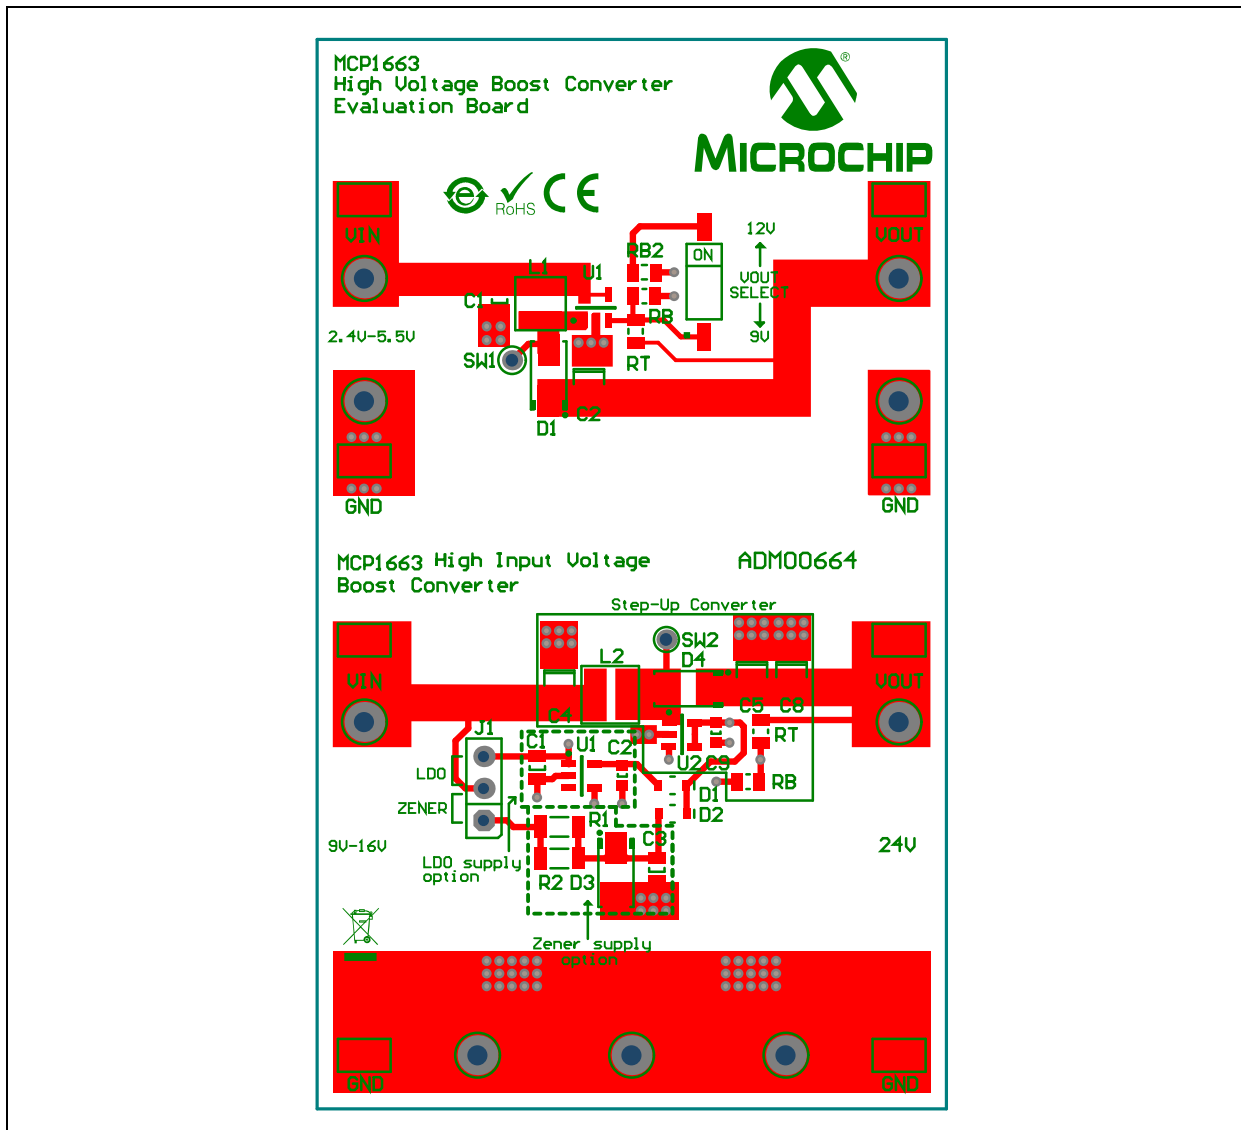 MCP1663
High Voltage Boost Converter
Evaluation Board
®
MICROCHIP
RoHS
CE
VIN
VOUT
12V
ON
RB2
VOUT
SELECT
L1
U1
C1
RB
2.4V-5.5V
9V
SW1
RT
D1
C2
GND
GND
MCP1663 High Input Voltage
Boost Converter
ADM00664
Step-Up Converter
SW2
L2
D4
VIN
VOUT
C4
C5
C6
J1
C1
U1
C2
RT
U2
C9
LDO
RB
D1
ZENER
D2
R1
C3
9V-16V
24V
LDO supply
option
R2
D3
Zener supply
option
GND
GND